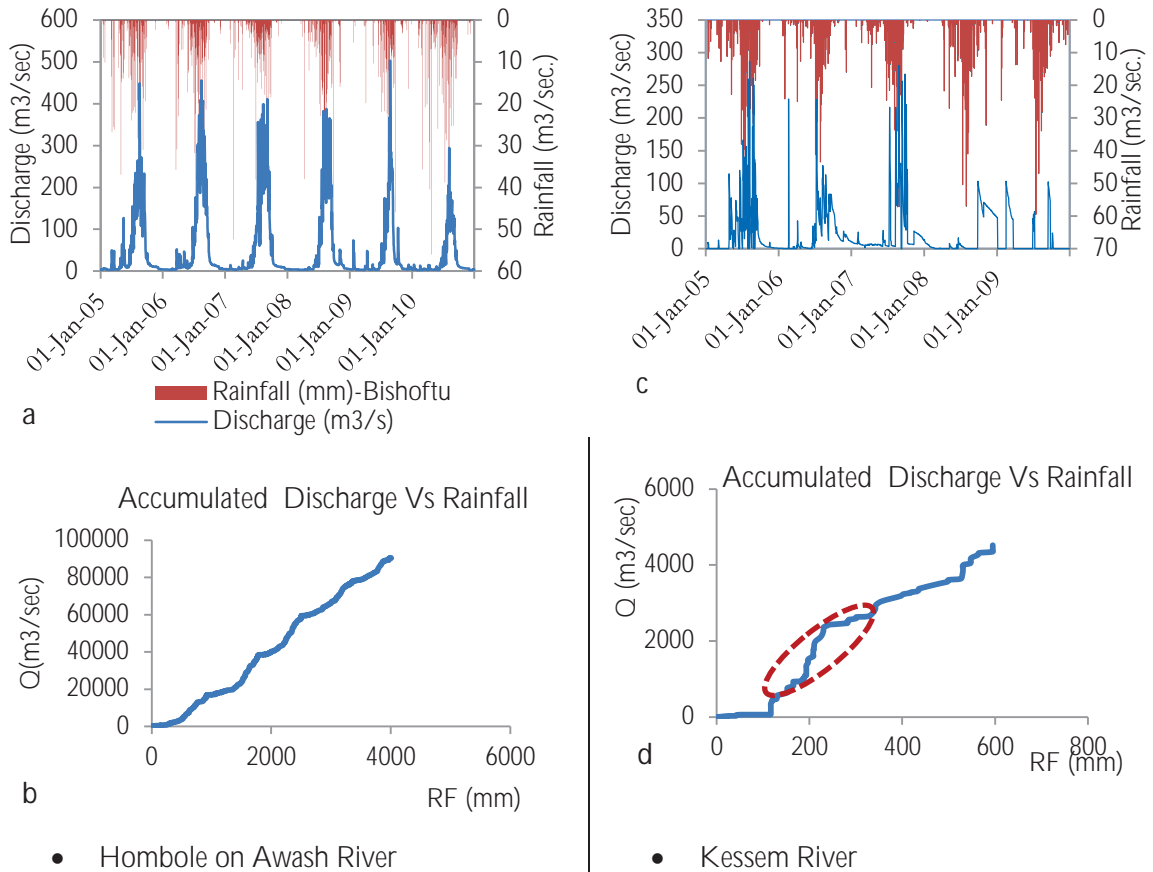 600
500
400
300
200
100
0
Discharge (m3/sec)
0
10
20
30
40
50
60
Rainfall (m3/sec.)
01-Jan-05
01-Jan-06
01-Jan-07
01-Jan-08
01-Jan-09
01-Jan-10
Rainfall (mm)-Bishoftu
Discharge (m3/s)
a
350
300
250
200
150
100
50
0
Discharge (m3/sec)
0
10
20
30
40
50
60
70
Rainfall (m3/sec.)
01-Jan-05
01-Jan-06
01-Jan-07
01-Jan-08
01-Jan-09
c
Accumulated Discharge Vs Rainfall
100000
80000
60000
40000
20000
0
Q(m3/sec)
0 2000 4000 6000
RF (mm)
b
• Hombole on Awash River
Accumulated Discharge Vs Rainfall
6000
4000
2000
0
Q (m3/sec)
0 200 400 600 800
RF (mm)
d
• Kessem River